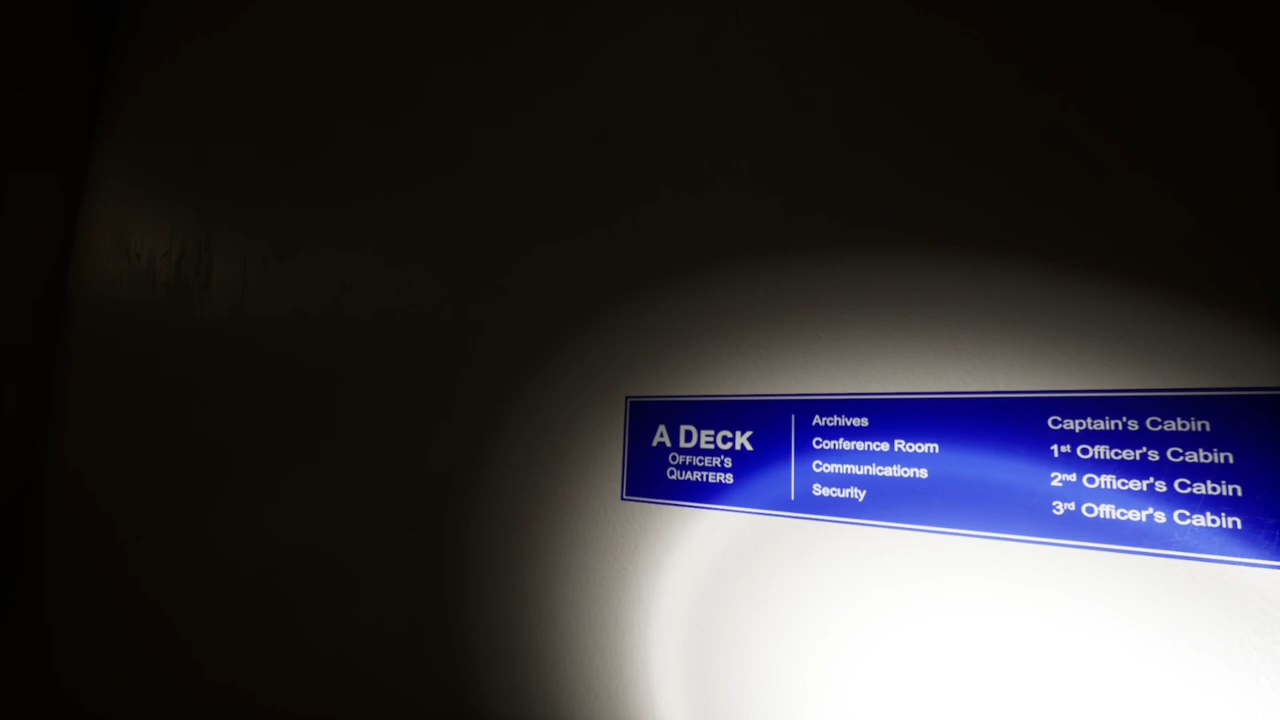 A DECK
OFFICER'S
QUARTERS
Archives
Conference Room
Communications
Security
Captain's Cabin
1st Officer's Cabin
2nd Officer's Cabin
3rd Officer's Cabin